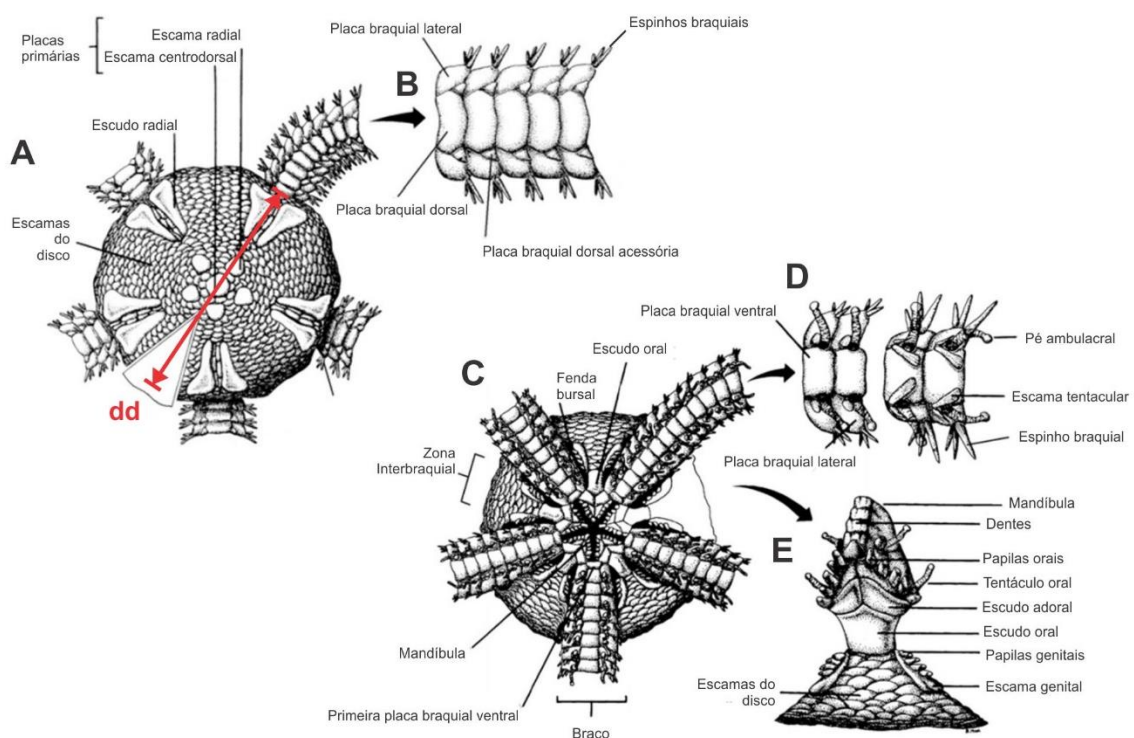 Placas
primárias
Escama radial
Escama centrodorsal
Escudo radial
A
Escamas
do
disco
dd
Placa braquial lateral
Espinhos braquiais
B
Placa braquial dorsal
Placa braquial dorsal acessória
C
Escudo oral
Fenda
bursal
Zona
Interbraquial
Mandíbula
Primeira placa braquial ventral
Braço
D
Placa braquial ventral
Pé ambulacral
Escama tentacular
Espinho braquial
Placa braquial lateral
E
Mandíbula
Dentes
Papilas orais
Tentáculo oral
Escudo adoral
Escudo oral
Papilas genitais
Escama genital
Escamas do
disco